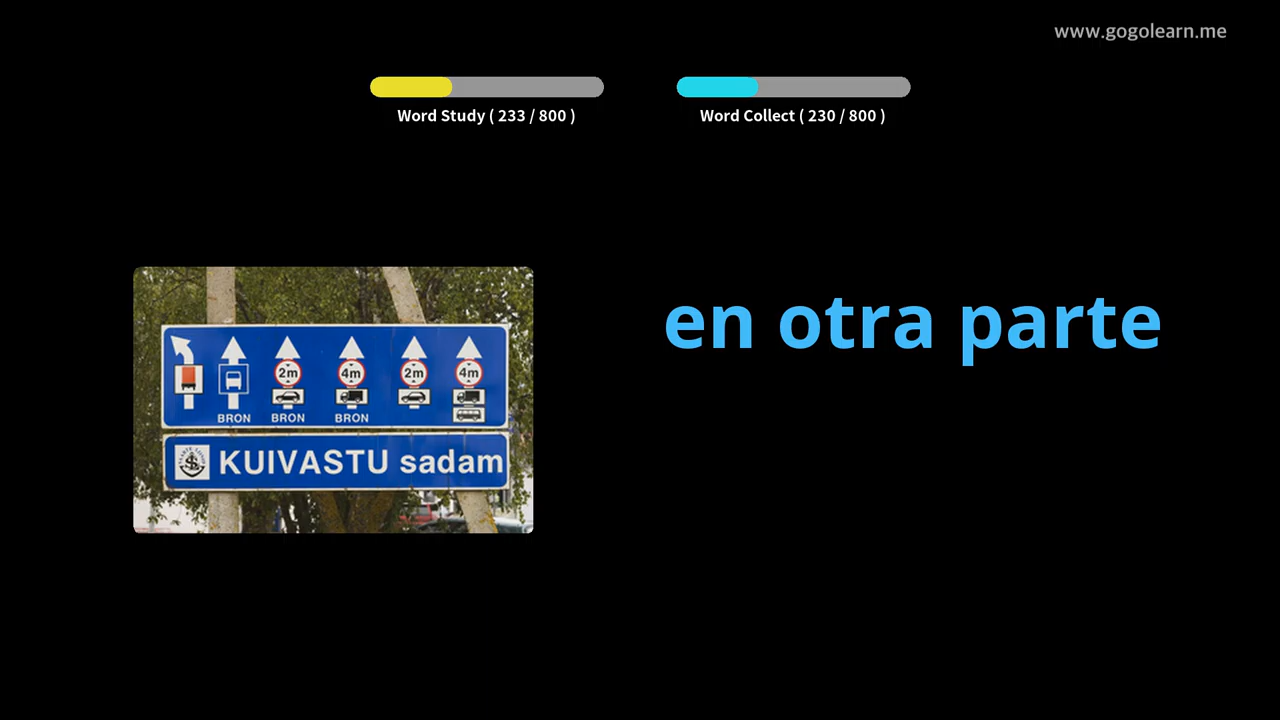 www.gogolearn.me
Word Study ( 233 / 800 )
Word Collect ( 230 / 800 )
en otra parte
2m 4m 2m 4m
BRON BRON BRON
KUIVASTU sadam